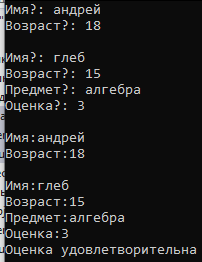 Имя?: андрей
Возраст?: 18
Имя?: глеб
Возраст?: 15
Предмет?: алгебра
Оценка?: 3
Имя:андрей
Возраст:18
Имя:глеб
Возраст:15
Предмет:алгебра
Оценка:3
Оценка удовлетворительна